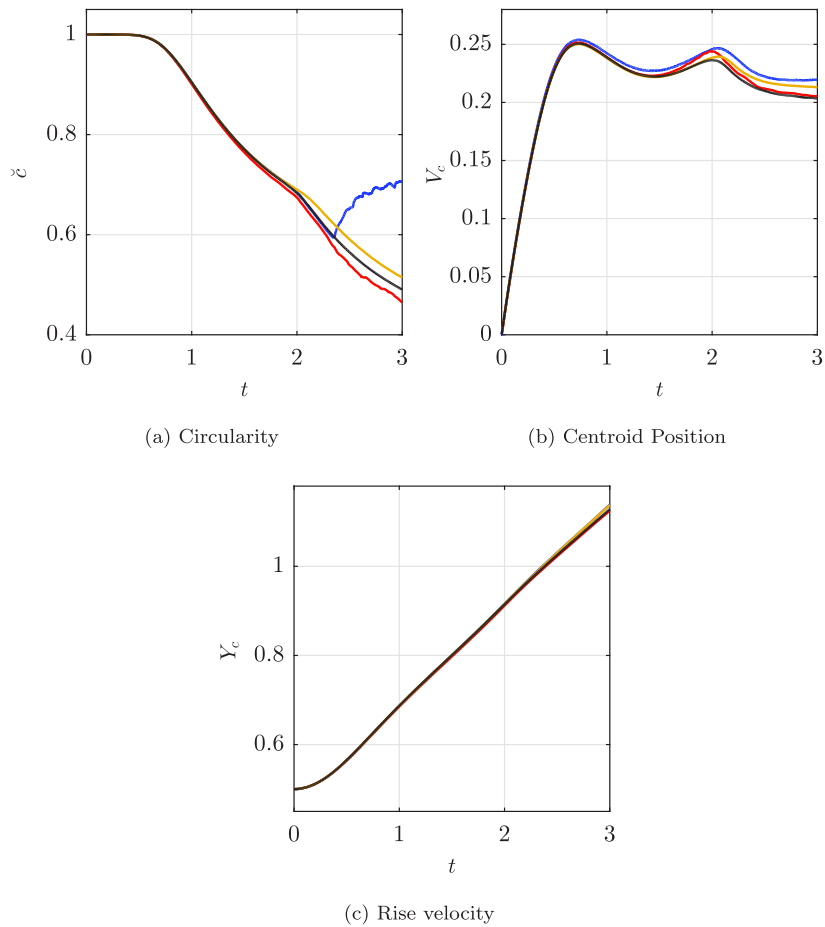 1
0.8
0.6
0.4
c̆
0
1
2
3
t
(a) Circularity
0.25
0.2
0.15
0.1
0.05
0
V_c
0
1
2
3
t
(b) Centroid Position
1
0.8
0.6
Y_c
0
1
2
3
t
(c) Rise velocity